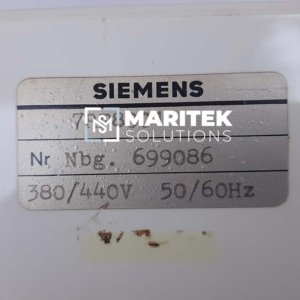 SIEMENS
MARITEK
SOLUTIONS
Nr Nbg. 699086
380/440V 50/60Hz